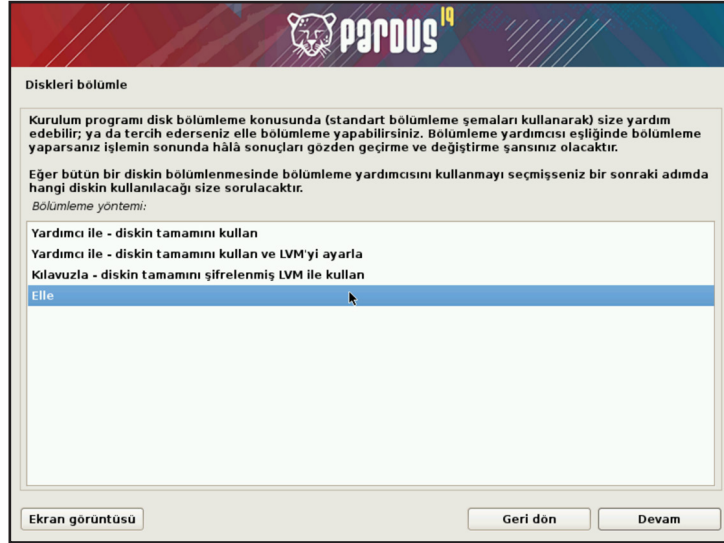 PARDUS 19
Diskleri bölümle
Kurulum programı disk bölümleme konusunda (standart bölümleme şemaları kullanarak) size yardım
edebilir; ya da tercih ederseniz elle bölümleme yapabilirsiniz. Bölümleme yardımcısı eşliğinde bölümleme
yaparsanız işlemin sonunda hâlâ sonuçları gözden geçirme ve değiştirme şansınız olacaktır.
Eğer bütün bir diskin bölümlenmesinde bölümleme yardımcısını kullanmayı seçmişseniz bir sonraki adımda
hangi diskin kullanılacağı size sorulacaktır.
Bölümleme yöntemi:
Yardımcı ile - diskin tamamını kullan
Yardımcı ile - diskin tamamını kullan ve LVM'yi ayarla
Kılavuzla - diskin tamamını şifrelenmiş LVM ile kullan
Elle
Ekran görüntüsü
Geri dön
Devam